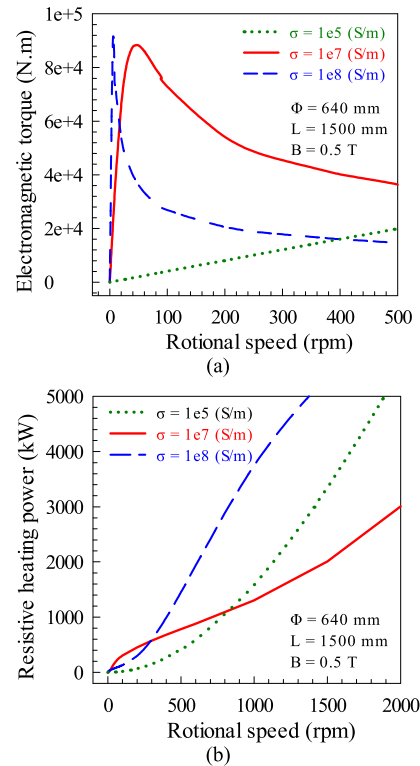 Electromagnetic torque (N.m)
1e+5
8e+4
6e+4
4e+4
2e+4
0
σ = 1e5 (S/m)
σ = 1e7 (S/m)
σ = 1e8 (S/m)
Φ = 640 mm
L = 1500 mm
B = 0.5 T
0 100 200 300 400 500
Rotional speed (rpm)
(a)
Resistive heating power (kW)
5000
4000
3000
2000
1000
0
σ = 1e5 (S/m)
σ = 1e7 (S/m)
σ = 1e8 (S/m)
Φ = 640 mm
L = 1500 mm
B = 0.5 T
0 500 1000 1500 2000
Rotional speed (rpm)
(b)